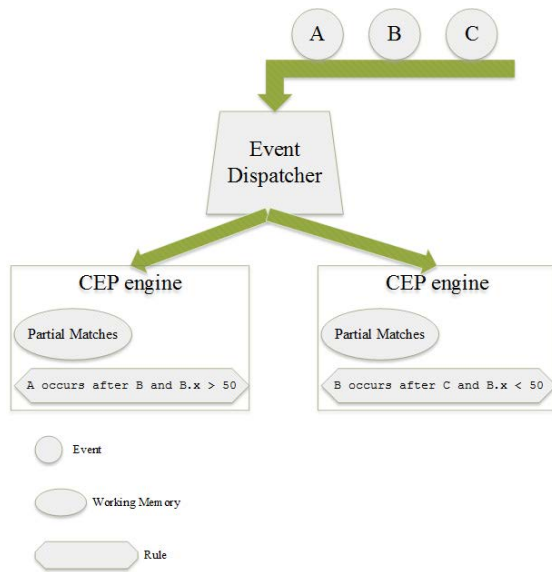 A B C
Event
Dispatcher
CEP engine
Partial Matches
A occurs after B and B.x > 50
CEP engine
Partial Matches
B occurs after C and B.x < 50
Event
Working Memory
Rule